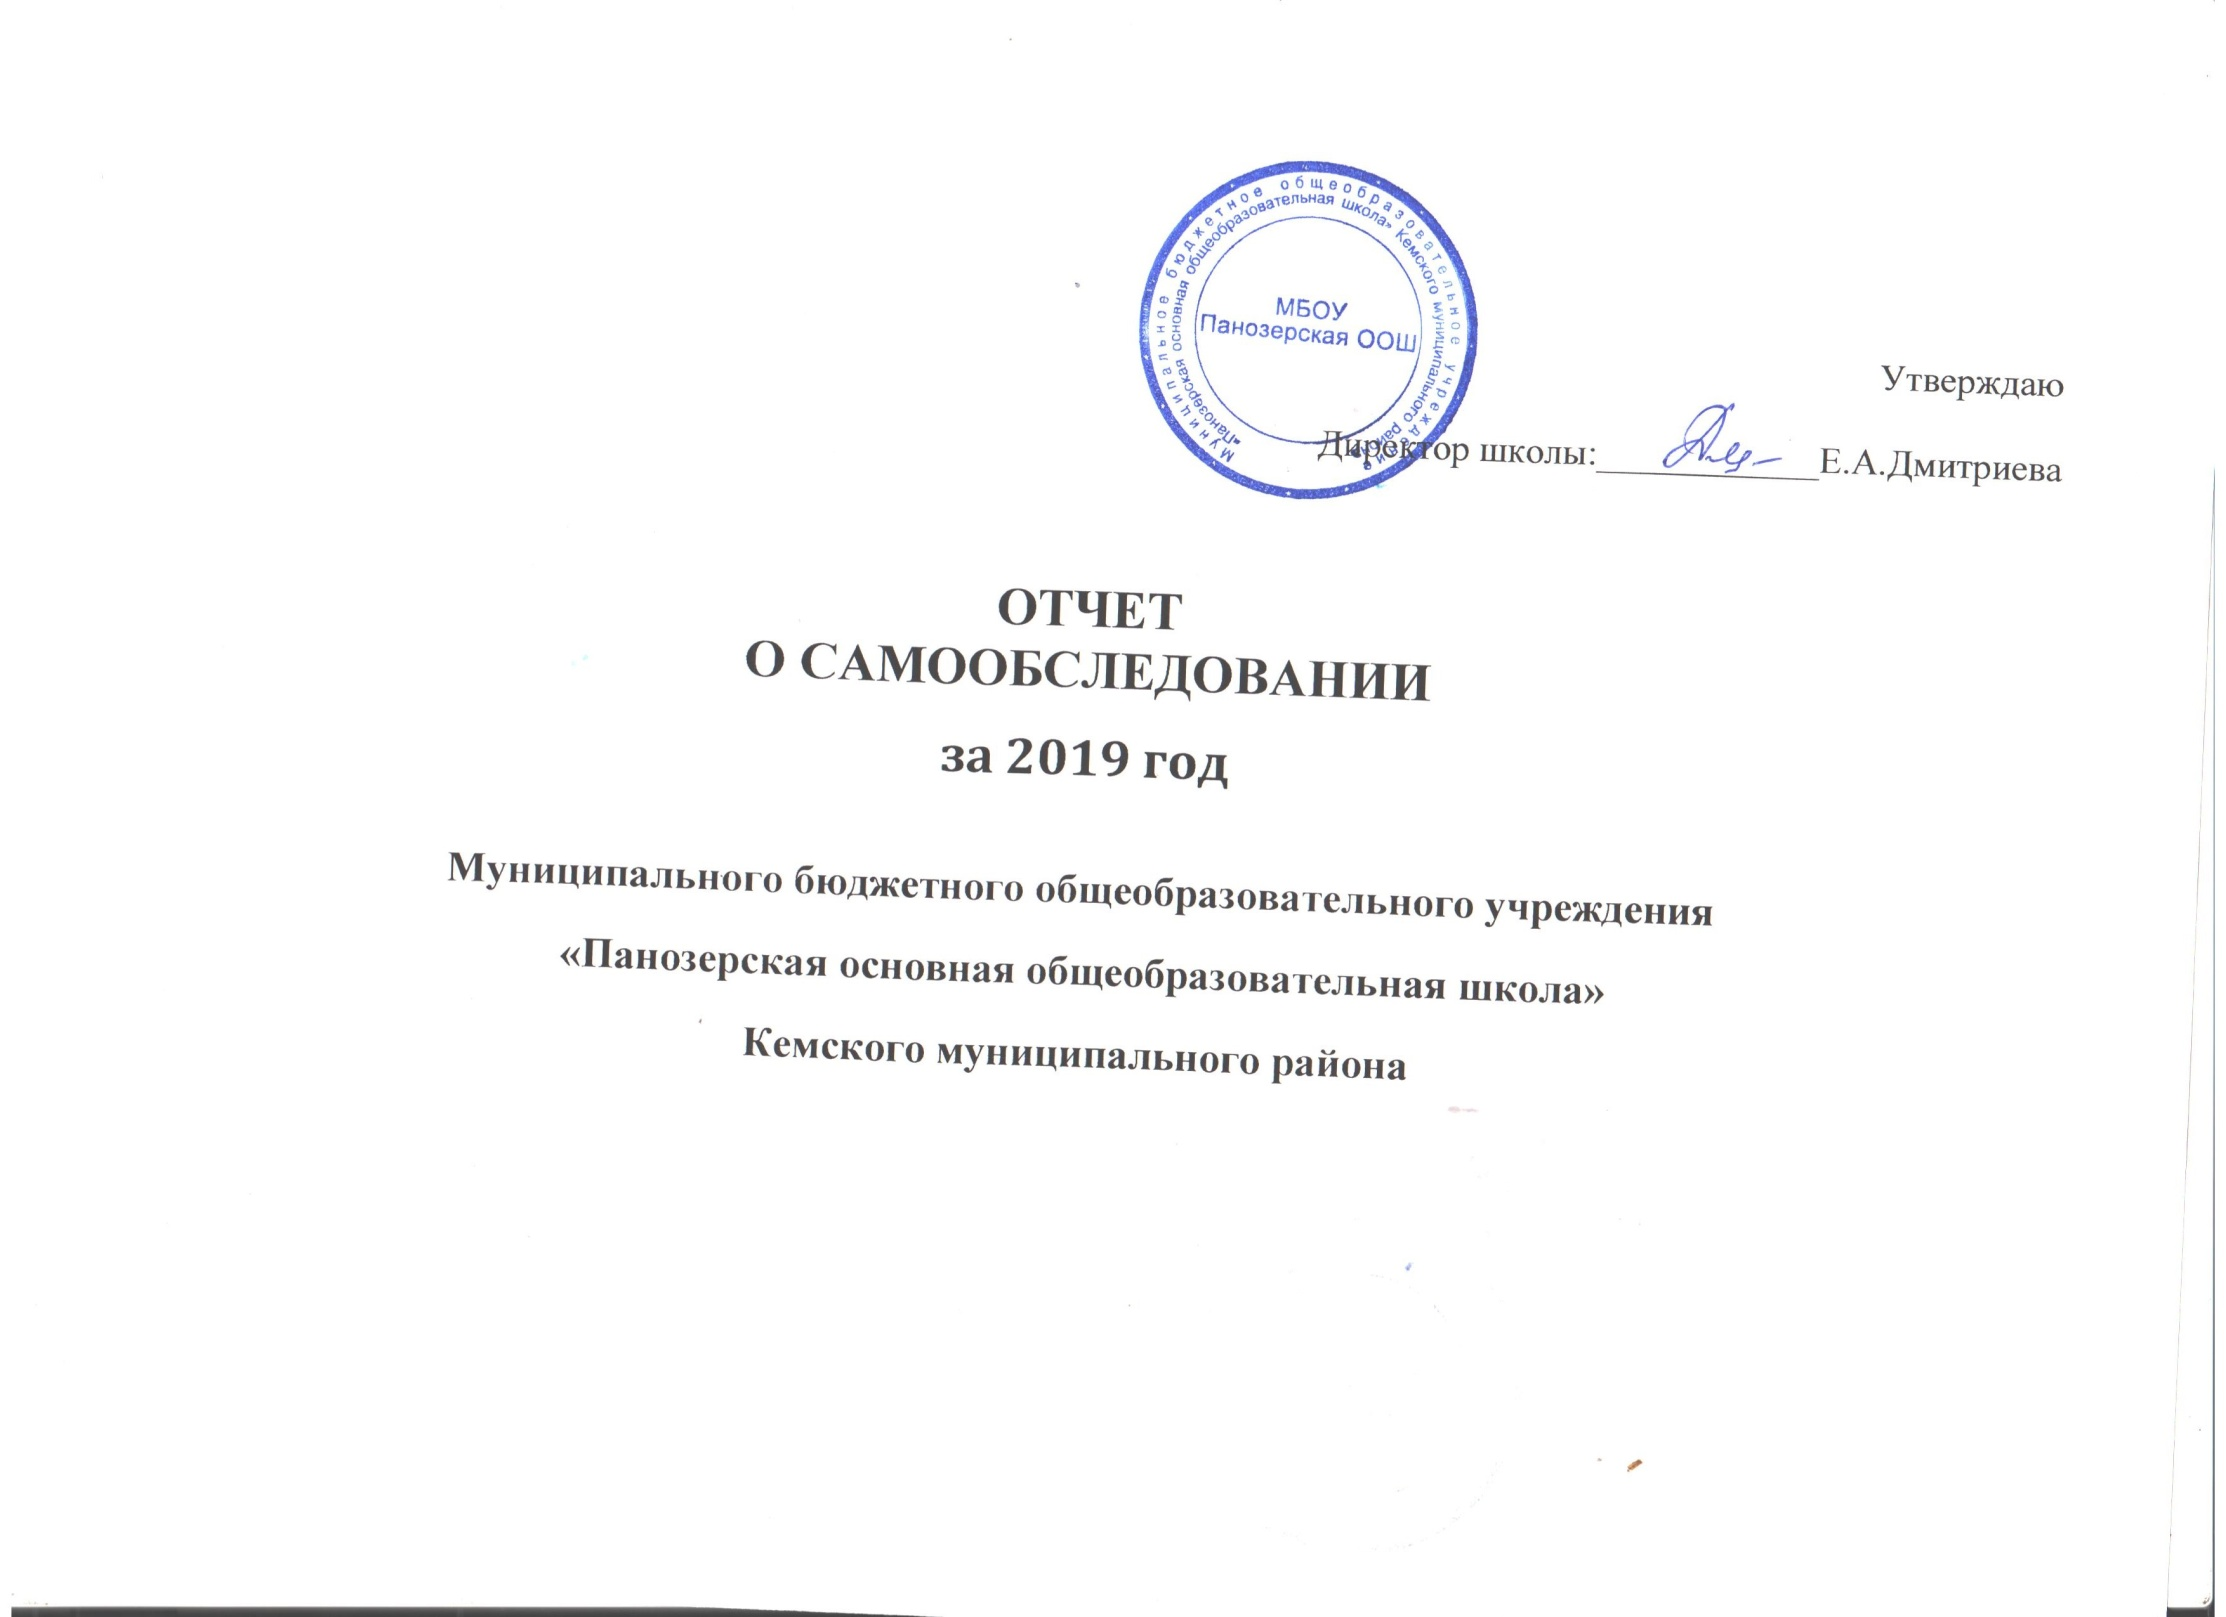 Муниципальное бюджетное общеобразовательное учреждение
«Панозерская основная общеобразовательная школа» Кемского муниципального района
МБОУ
Панозерская ООШ
Утверждаю
Директор школы:____________Е.А.Дмитриева
ОТЧЕТ
О САМООБСЛЕДОВАНИИ
за 2019 год
Муниципального бюджетного общеобразовательного учреждения
«Панозерская основная общеобразовательная школа»
Кемского муниципального района